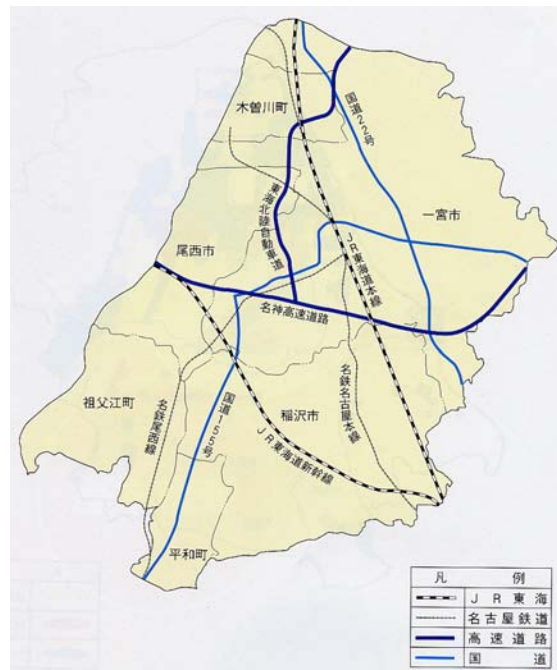 木曽川町
国道22号
東海北陸自動車道
一宮市
尾西市
JR東海本線
名神高速道路
祖父江町
名鉄尾西線
国道155号
稲沢市
名鉄名古屋本線
JR東海道新幹線
平和町
凡例
JR東海
名古屋鉄道
高速道路
国道